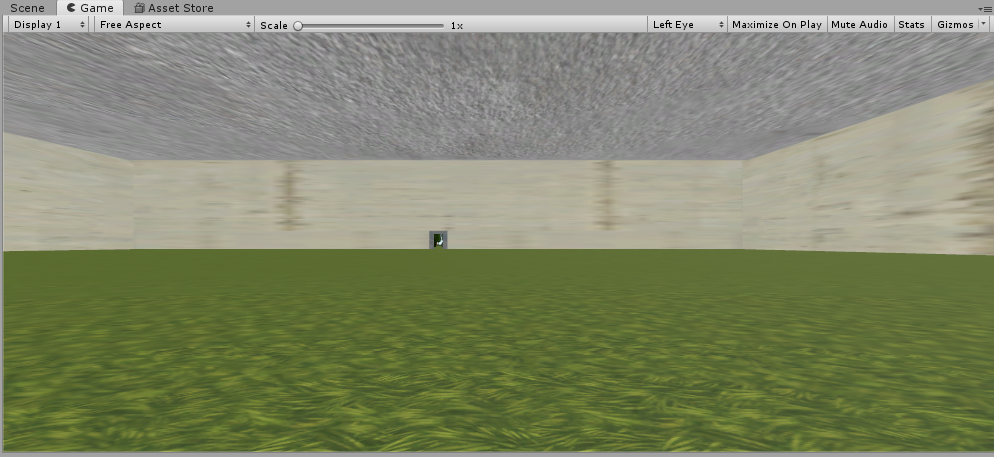 Scene Game Asset Store
Display 1 Free Aspect Scale 1x Left Eye Maximize On Play Mute Audio Stats Gizmos